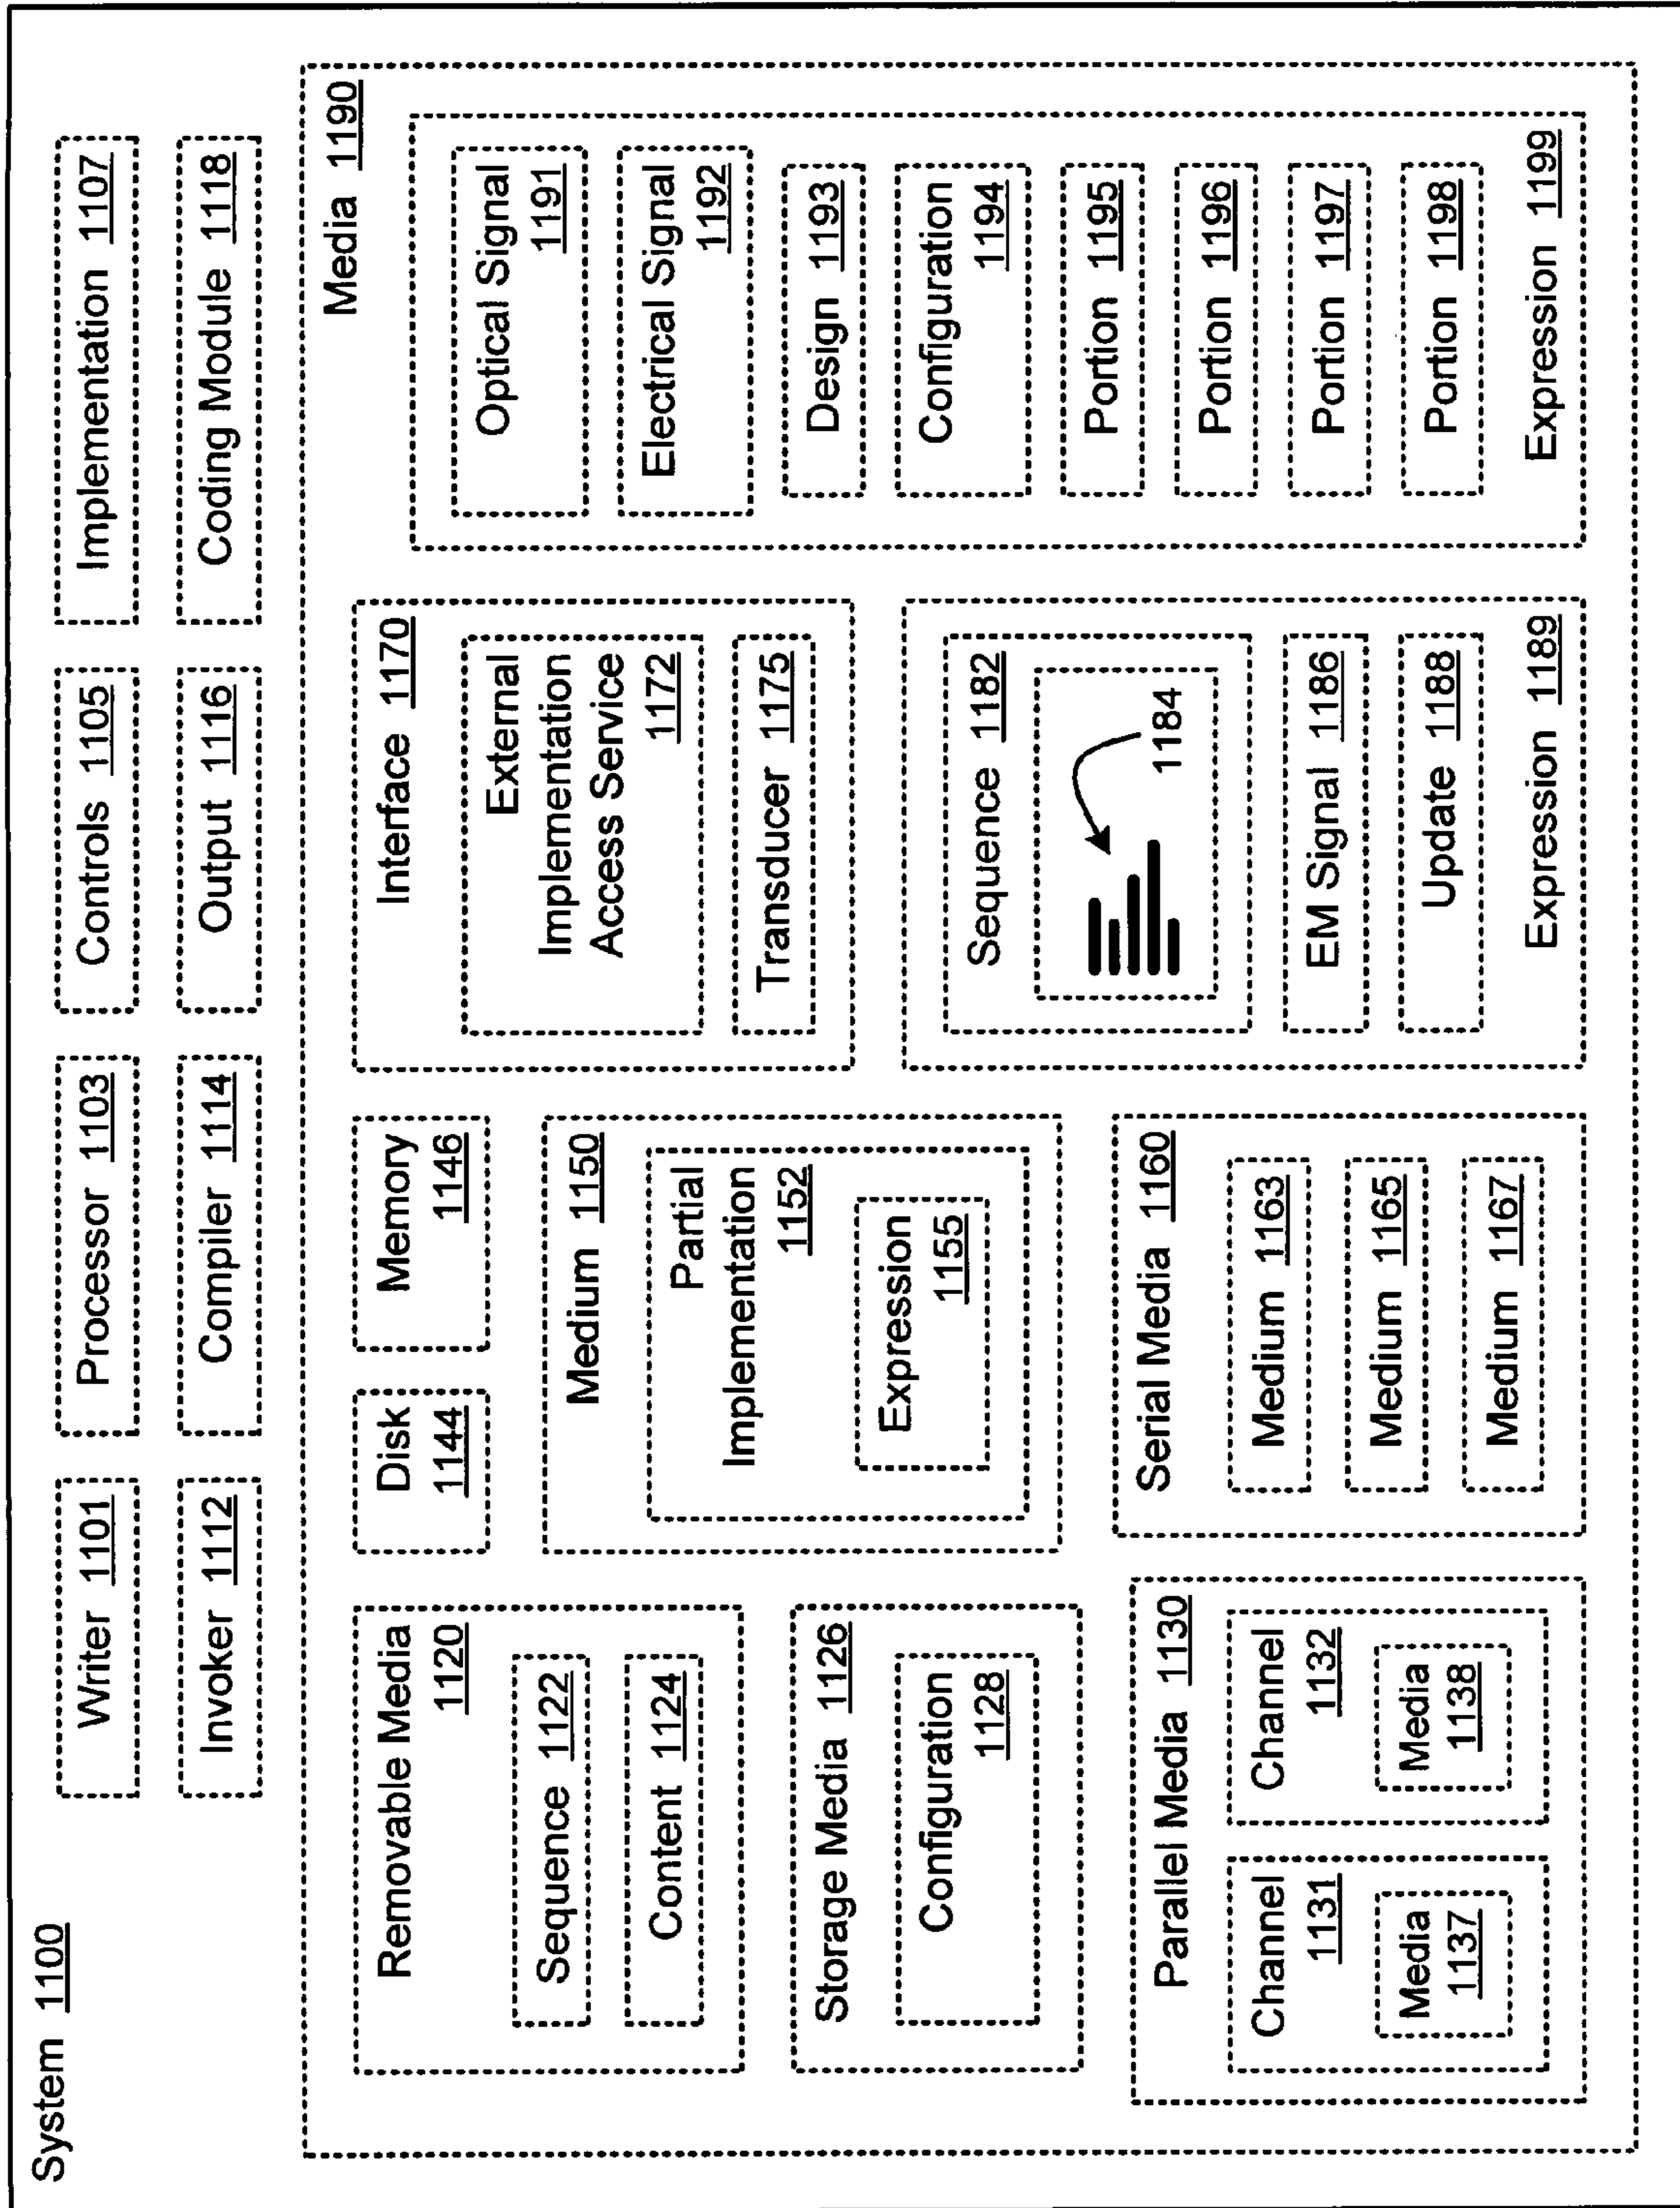 System 1100
Writer 1101
Processor 1103
Controls 1105
Implementation 1107
Invoker 1112
Compiler 1114
Output 1116
Coding Module 1118
Media 1190
Removable Media
1120
Sequence 1122
Content 1124
Storage Media 1126
Configuration
1128
Parallel Media 1130
Channel
1131
Media
1137
Channel
1132
Media
1138
Disk
1144
Memory
1146
Medium 1150
Partial
Implementation
1152
Expression
1155
Serial Media 1160
Medium 1163
Medium 1165
Medium 1167
Interface 1170
External
Implementation
Access Service
1172
Transducer 1175
Sequence 1182
1184
EM Signal 1186
Update 1188
Expression 1189
Optical Signal
1191
Electrical Signal
1192
Design 1193
Configuration
1194
Portion 1195
Portion 1196
Portion 1197
Portion 1198
Expression 1199